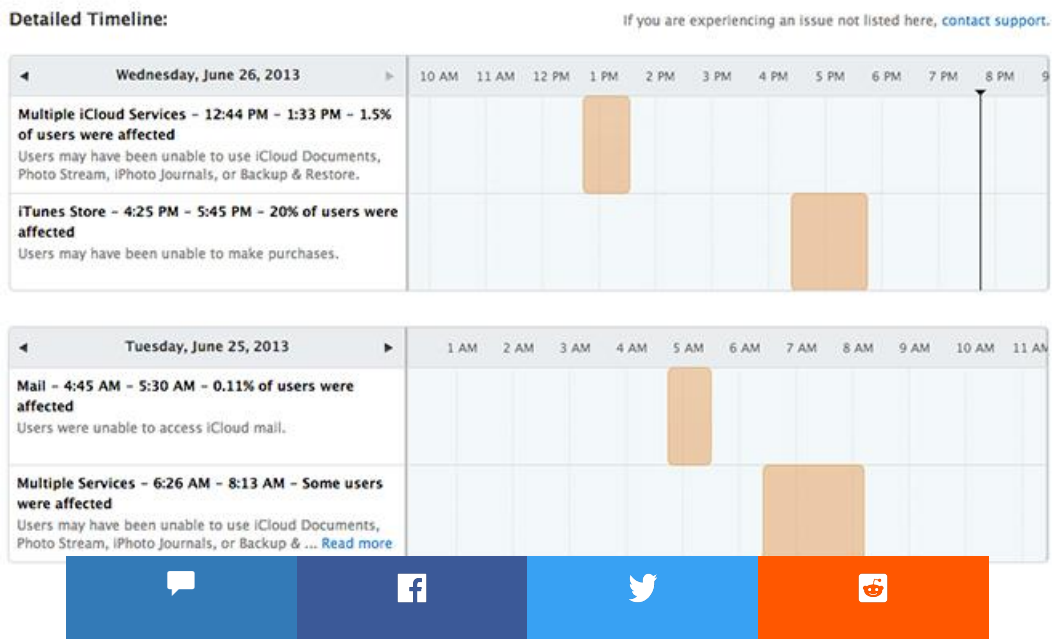 Detailed Timeline:
If you are experiencing an issue not listed here, contact support.
Wednesday, June 26, 2013
10 AM 11 AM 12 PM 1 PM 2 PM 3 PM 4 PM 5 PM 6 PM 7 PM 8 PM 9
Multiple iCloud Services – 12:44 PM – 1:33 PM – 1.5%
of users were affected
Users may have been unable to use iCloud Documents,
Photo Stream, iPhoto Journals, or Backup & Restore.
iTunes Store – 4:25 PM – 5:45 PM – 20% of users were
affected
Users may have been unable to make purchases.
Tuesday, June 25, 2013
1 AM 2 AM 3 AM 4 AM 5 AM 6 AM 7 AM 8 AM 9 AM 10 AM 11 AM
Mail – 4:45 AM – 5:30 AM – 0.11% of users were
affected
Users were unable to access iCloud mail.
Multiple Services – 6:26 AM – 8:13 AM – Some users
were affected
Users may have been unable to use iCloud Documents,
Photo Stream, iPhoto Journals, or Backup & ... Read more